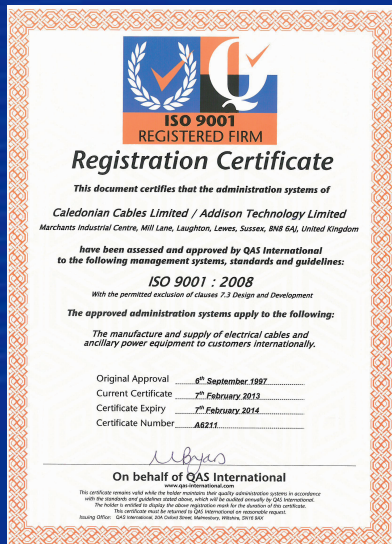 ISO 9001
REGISTERED FIRM
Registration Certificate
This document certifies that the administration systems of
Caledonian Cables Limited / Addison Technology Limited
Marchants Industrial Centre, Mill Lane, Laughton, Lewes, Sussex, BN8 6AJ, United Kingdom
have been assessed and approved by QAS International
to the following management systems, standards and guidelines:
ISO 9001 : 2008
With the permitted exclusion of clauses 7.3 Design and Development
The approved administration systems apply to the following:
The manufacture and supply of electrical cables and
ancillary power equipment to customers internationally.
Original Approval 6th September 1997
Current Certificate 7th February 2013
Certificate Expiry 7th February 2014
Certificate Number A6211
On behalf of QAS International
www.qas-international.com
This certificate remains valid while the holder maintains their quality administration systems in accordance
with the standards and guidelines stated above, which will be audited annually by QAS International.
The holder is entitled to display the above registration mark for the duration of this certificate.
This certificate must be returned to QAS International on reasonable request.
Issuing Office: QAS International, 20A Oxford Street, Malmesbury, Wiltshire, SN16 9AX